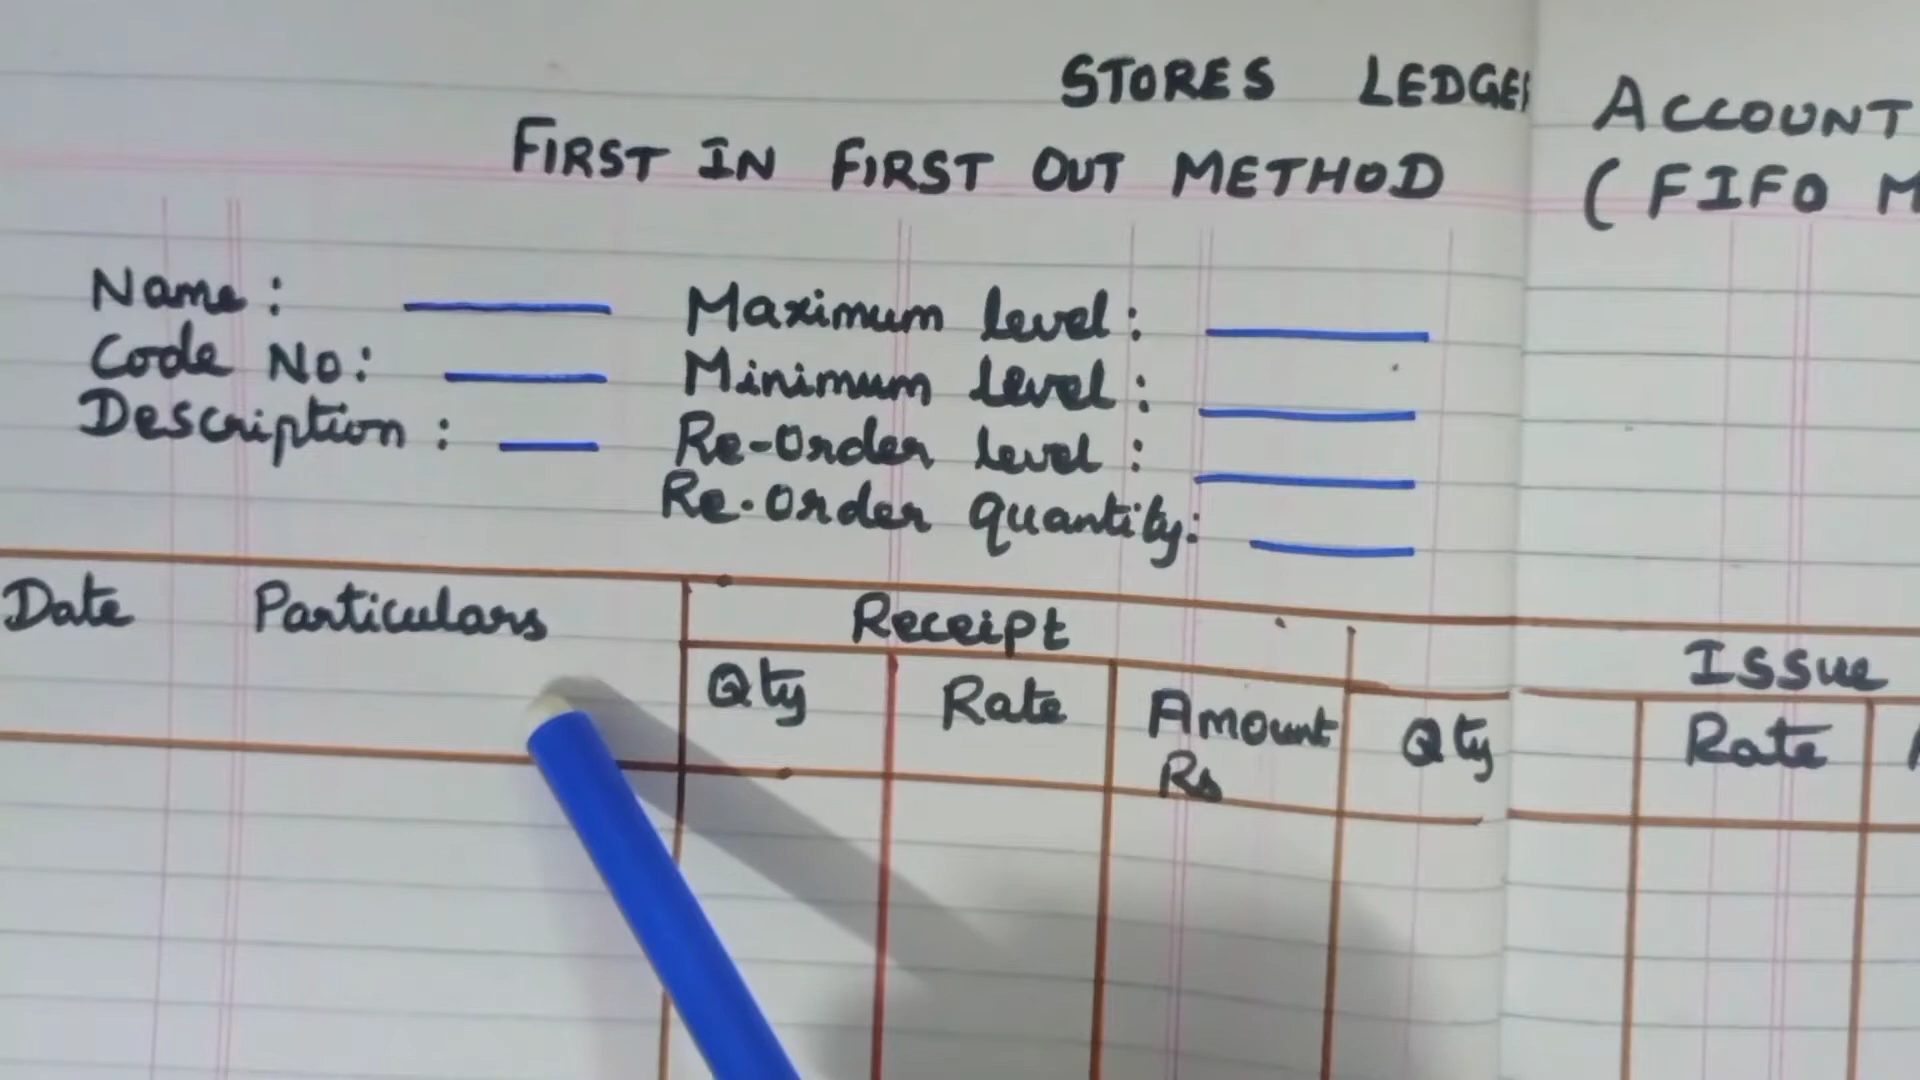 STORES LEDGER ACCOUNT
FIRST IN FIRST OUT METHOD (FIFO M
Name :
Code No :
Description :
Maximum level :
Minimum level :
Re-Order level :
Re-Order quantity :
Date Particulars Receipt Issue
Qty Rate Amount Rs Qty Rate A